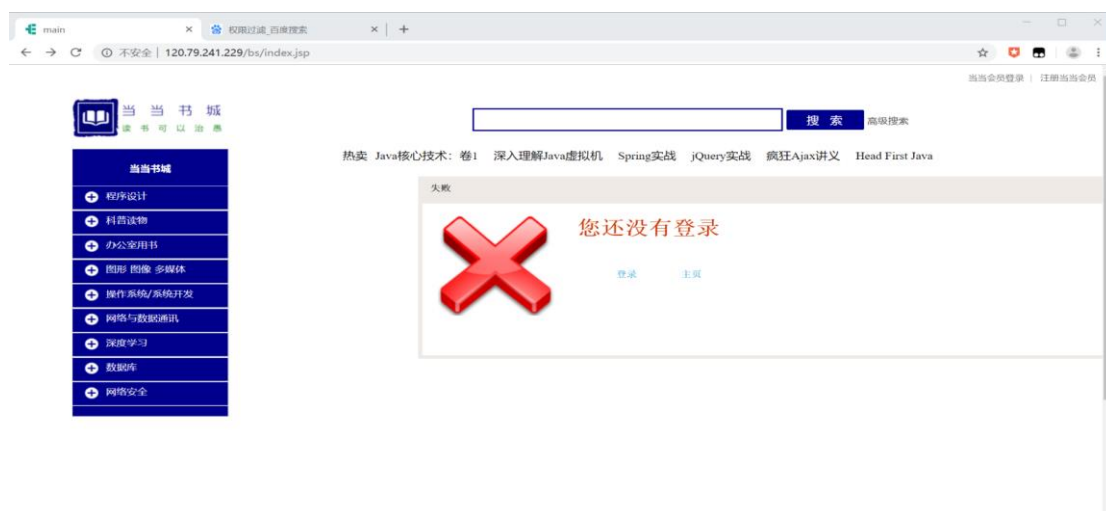 main
权限过滤_百度搜索
不安全 | 120.79.241.229/bs/index.jsp
当当会员登录 | 注册当当会员
当当书城
读书可以治愚
搜 索 高级搜索
热卖 Java核心技术：卷1 深入理解Java虚拟机 Spring实战 jQuery实战 疯狂Ajax讲义 Head First Java
当当书城
程序设计
科普读物
办公室用书
图形 图像 多媒体
操作系统/系统开发
网络与数据通讯
深度学习
数据库
网络安全
失败
您还没有登录
登录 主页